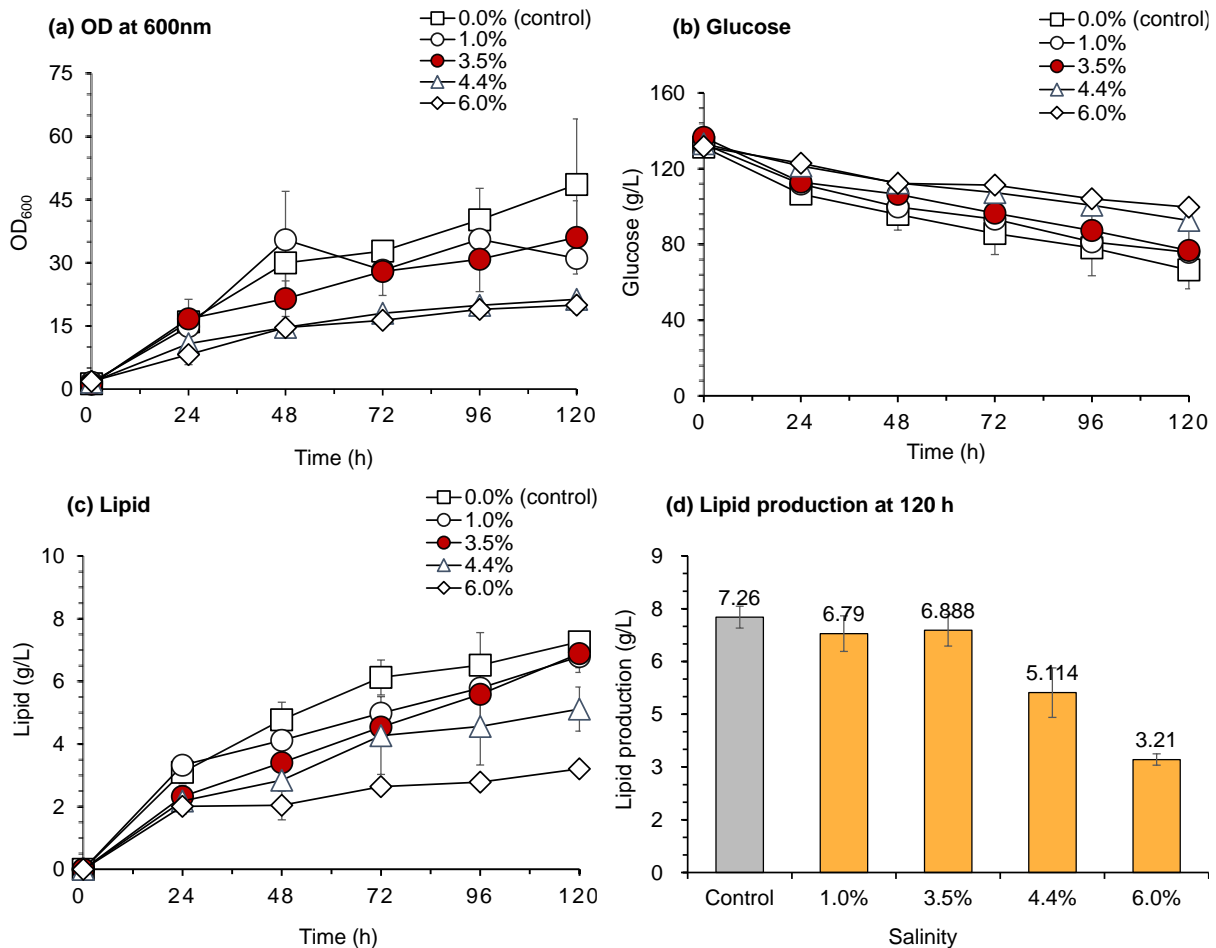 (a) OD at 600nm
0.0% (control)
1.0%
3.5%
4.4%
6.0%
75
60
45
30
15
0
OD600
0 24 48 72 96 120
Time (h)
(b) Glucose
0.0% (control)
1.0%
3.5%
4.4%
6.0%
160
120
80
40
0
Glucose (g/L)
0 24 48 72 96 120
Time (h)
(c) Lipid
0.0% (control)
1.0%
3.5%
4.4%
6.0%
10
8
6
4
2
0
Lipid (g/L)
0 24 48 72 96 120
Time (h)
(d) Lipid production at 120 h
9
8
6
5
3
2
0
Lipid production (g/L)
7.26
6.79
6.888
5.114
3.21
Control 1.0% 3.5% 4.4% 6.0%
Salinity